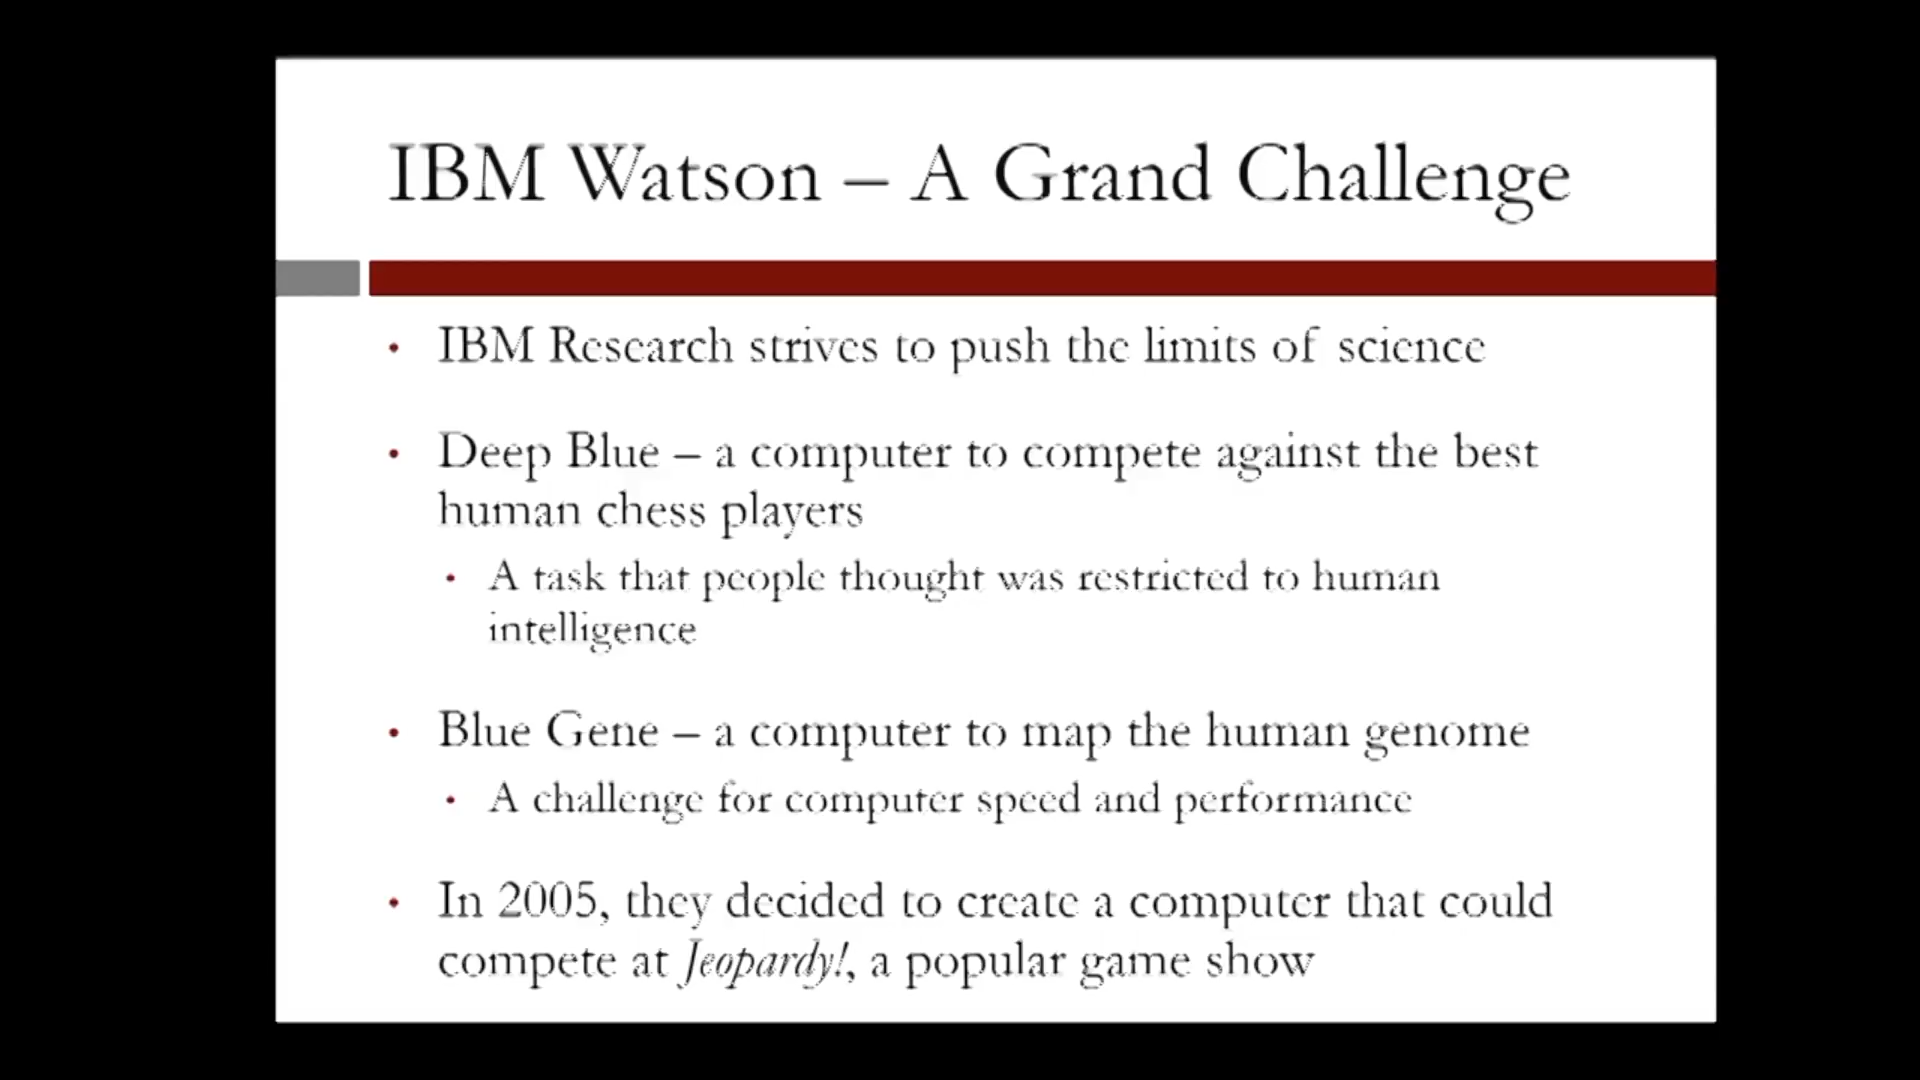 IBM Watson – A Grand Challenge
• IBM Research strives to push the limits of science
• Deep Blue – a computer to compete against the best
human chess players
• A task that people thought was restricted to human
intelligence
• Blue Gene – a computer to map the human genome
• A challenge for computer speed and performance
• In 2005, they decided to create a computer that could
compete at Jeopardy!, a popular game show